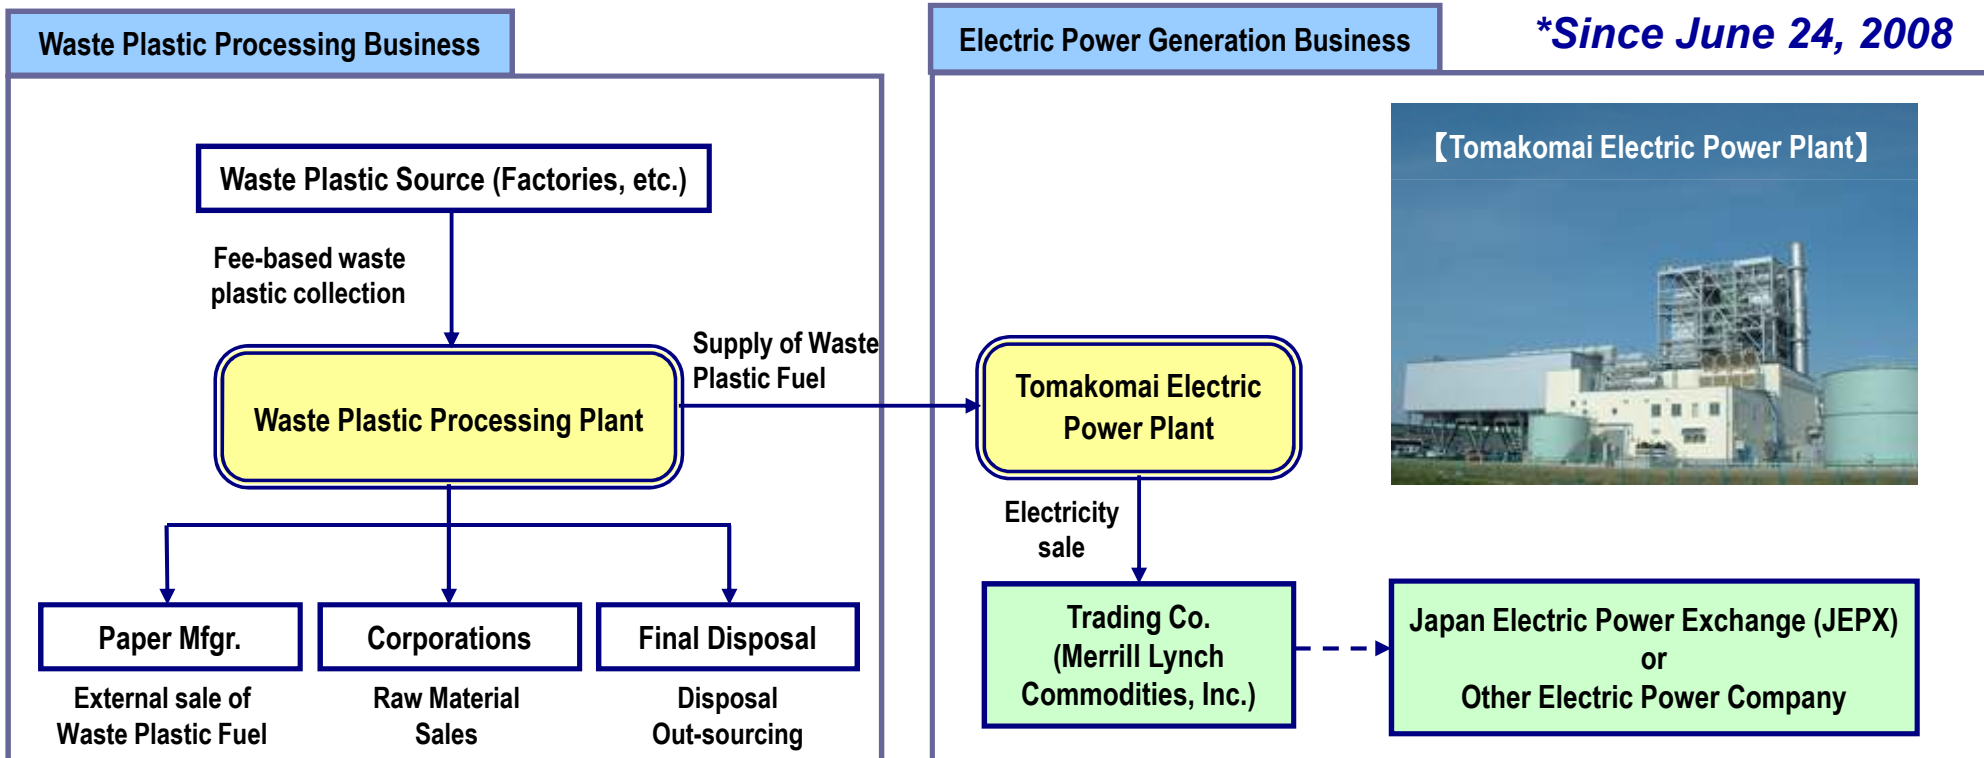 Waste Plastic Processing Business
Waste Plastic Source (Factories, etc.)
Fee-based waste
plastic collection
Waste Plastic Processing Plant
Supply of Waste
Plastic Fuel
Paper Mfgr.
External sale of
Waste Plastic Fuel
Corporations
Raw Material
Sales
Final Disposal
Disposal
Out-sourcing
Electric Power Generation Business
*Since June 24, 2008
【Tomakomai Electric Power Plant】
Tomakomai Electric
Power Plant
Electricity
sale
Trading Co.
(Merrill Lynch
Commodities, Inc.)
Japan Electric Power Exchange (JEPX)
or
Other Electric Power Company